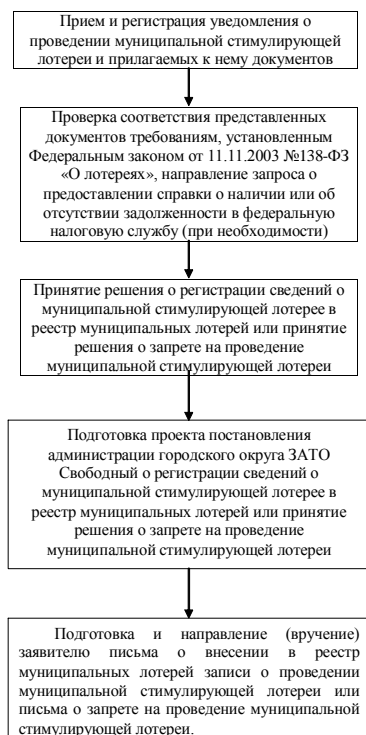 Прием и регистрация уведомления о
проведении муниципальной стимулирующей
лотереи и прилагаемых к нему документов
Проверка соответствия представленных
документов требованиям, установленным
Федеральным законом от 11.11.2003 №138-ФЗ
«О лотереях», направление запроса о
предоставлении справки о наличии или об
отсутствии задолженности в федеральную
налоговую службу (при необходимости)
Принятие решения о регистрации сведений о
муниципальной стимулирующей лотерее в
реестр муниципальных лотерей или принятие
решения о запрете на проведение
муниципальной стимулирующей лотереи
Подготовка проекта постановления
администрации городского округа ЗАТО
Свободный о регистрации сведений о
муниципальной стимулирующей лотерее в
реестр муниципальных лотерей или принятие
решения о запрете на проведение
муниципальной стимулирующей лотереи
Подготовка и направление (вручение)
заявителю письма о внесении в реестр
муниципальных лотерей записи о проведении
муниципальной стимулирующей лотереи или
письма о запрете на проведение муниципальной
стимулирующей лотереи.